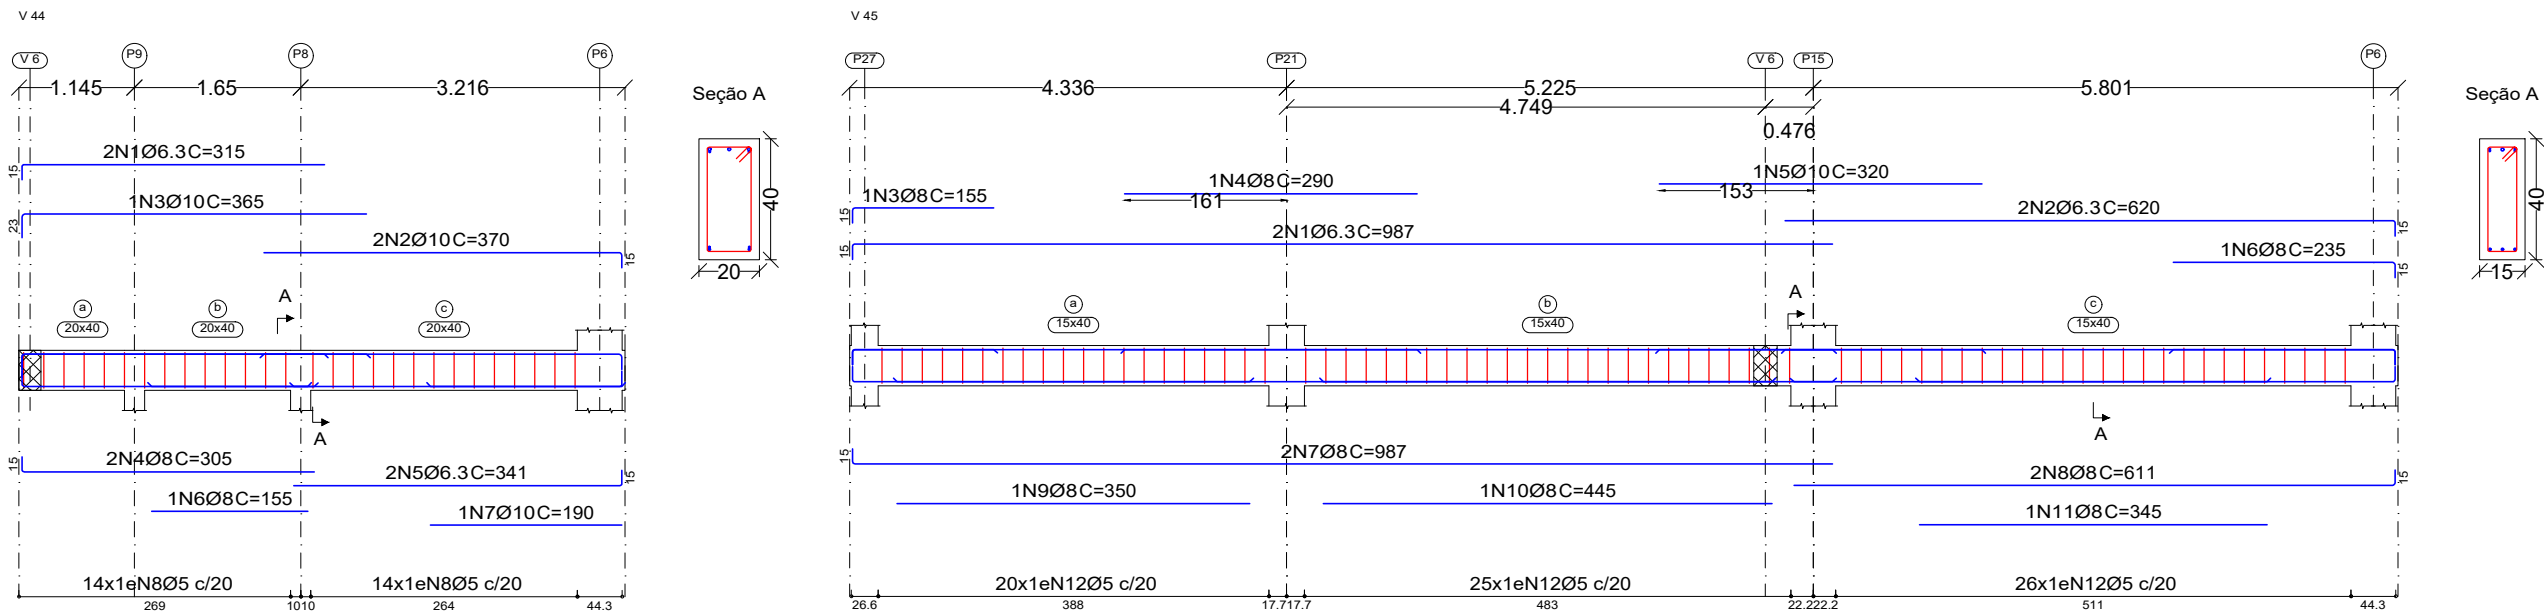 V 44
V 6
P9
P8
P6
1.145
1.65
3.216
Seção A
2N1Ø6.3C=315
15
1N3Ø10C=365
23
2N2Ø10C=370
15
40
20
A
a
20x40
b
20x40
c
20x40
A
2N4Ø8C=305
15
2N5Ø6.3C=341
15
1N6Ø8C=155
1N7Ø10C=190
14x1eN8Ø5 c/20
14x1eN8Ø5 c/20
269
1010
264
44.3
V 45
P27
P21
V 6
P15
P6
4.336
5.225
5.801
4.749
0.476
Seção A
1N3Ø8C=155
15
1N4Ø8C=290
161
1N5Ø10C=320
153
2N2Ø6.3C=620
15
2N1Ø6.3C=987
15
1N6Ø8C=235
15
40
15
a
15x40
b
15x40
A
c
15x40
A
2N7Ø8C=987
15
2N8Ø8C=611
15
1N9Ø8C=350
1N10Ø8C=445
1N11Ø8C=345
20x1eN12Ø5 c/20
25x1eN12Ø5 c/20
26x1eN12Ø5 c/20
26.6
388
17.717.7
483
22.222.2
511
44.3